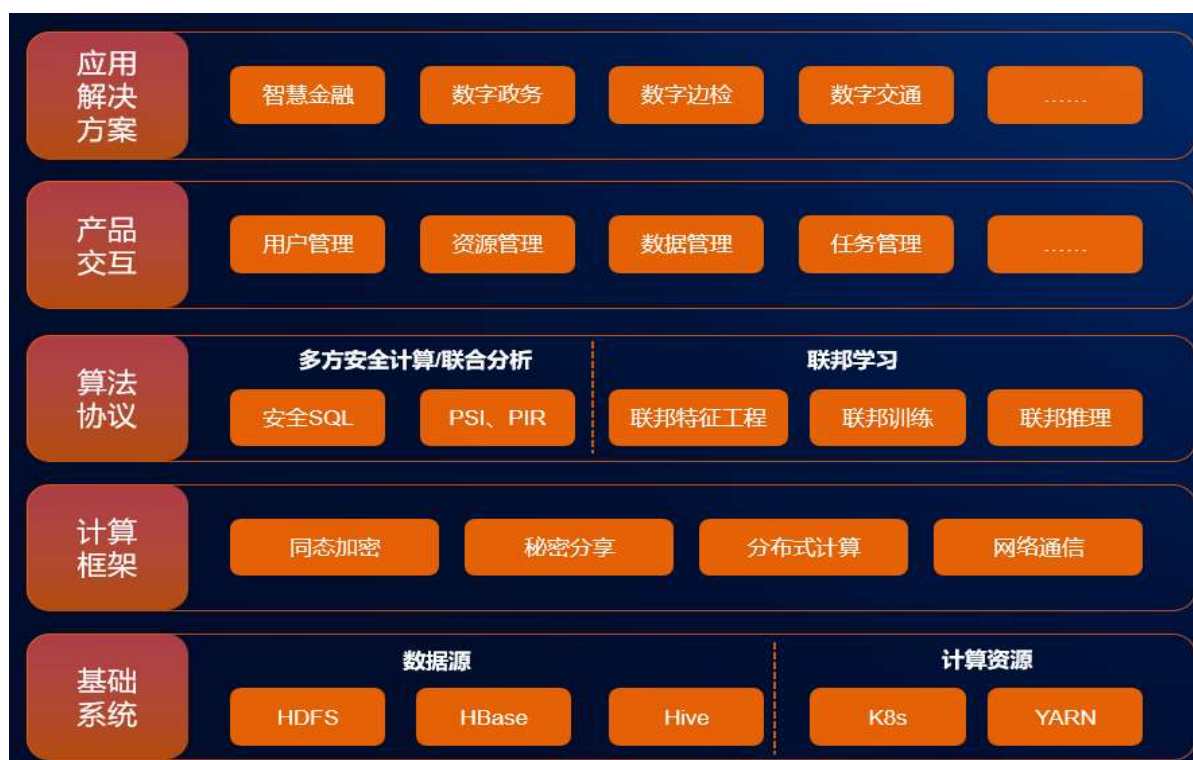 应用
解决
方案
智慧金融
数字政务
数字边检
数字交通
……
产品
交互
用户管理
资源管理
数据管理
任务管理
……
算法
协议
多方安全计算/联合分析
联邦学习
安全SQL
PSI、PIR
联邦特征工程
联邦训练
联邦推理
计算
框架
同态加密
秘密分享
分布式计算
网络通信
基础
系统
数据源
计算资源
HDFS
HBase
Hive
K8s
YARN